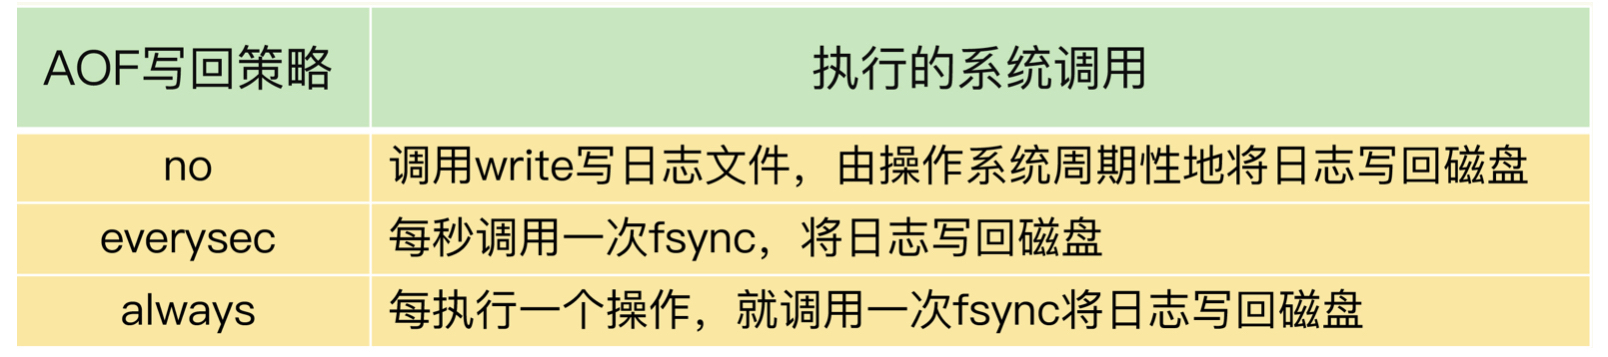 AOF写回策略 执行的系统调用
no 调用write写日志文件，由操作系统周期性地将日志写回磁盘
everysec 每秒调用一次fsync，将日志写回磁盘
always 每执行一个操作，就调用一次fsync将日志写回磁盘